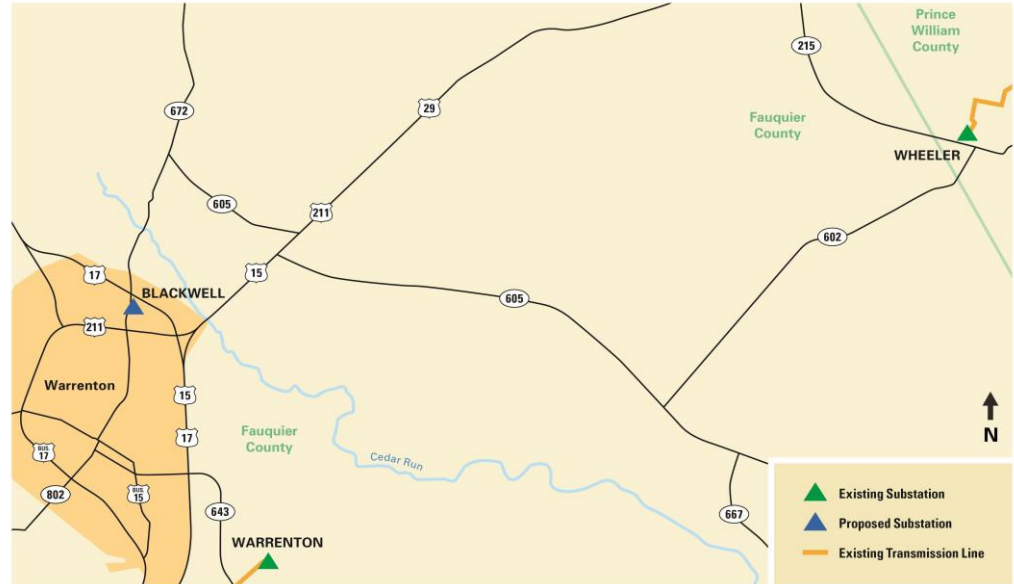 Prince
William
County
215
29
672
Fauquier
County
WHEELER
605
211
602
15
17
BLACKWELL
605
211
Warrenton
15
Fauquier
County
17
N
BUS.
17
Cedar Run
802
BUS.
15
643
667
WARRENTON
Existing Substation
Proposed Substation
Existing Transmission Line